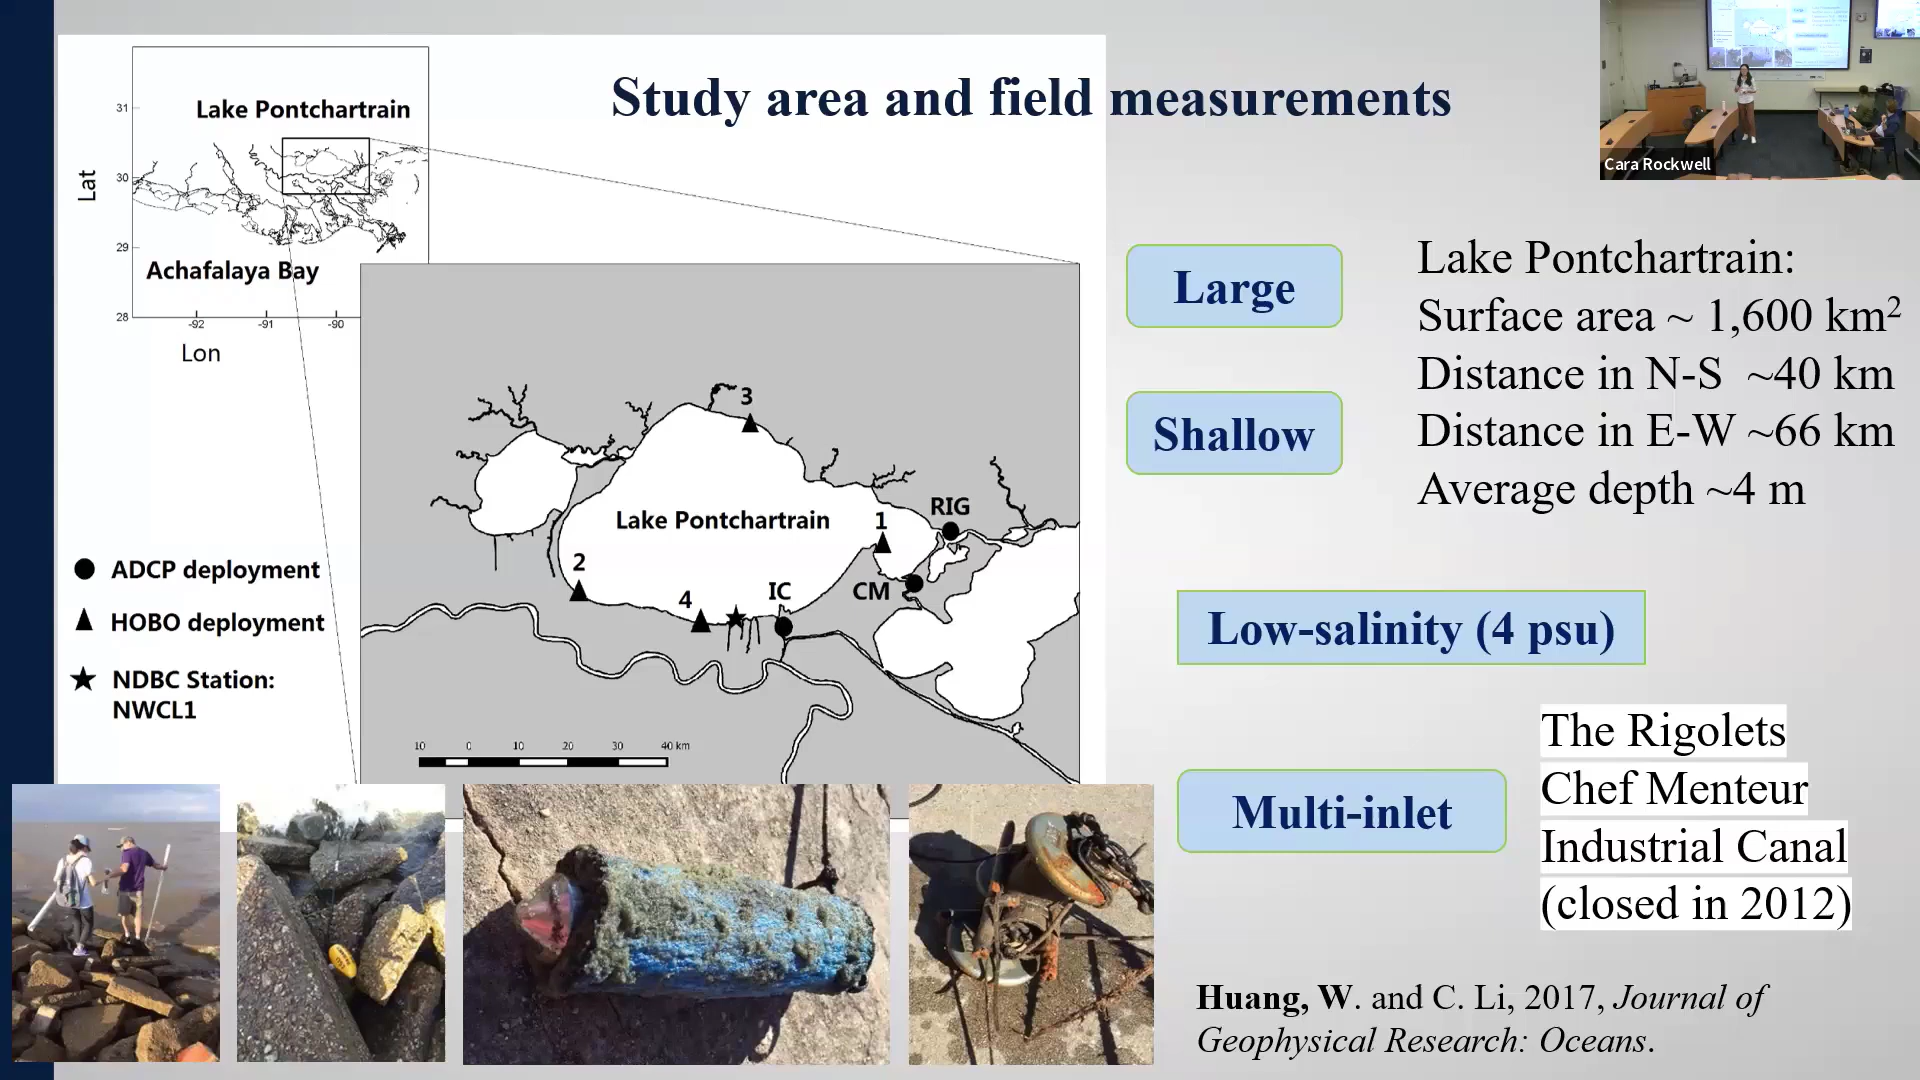 Study area and field measurements
Cara Rockwell
31
30
29
28
Lat
-92
-91
-90
Lon
Lake Pontchartrain
Achafalaya Bay
ADCP deployment
HOBO deployment
NDBC Station:
NWCL1
3
Lake Pontchartrain
1
RIG
2
4
IC
CM
10
0
10
20
30
40 km
Large
Shallow
Lake Pontchartrain:
Surface area ~ 1,600 km²
Distance in N-S ~40 km
Distance in E-W ~66 km
Average depth ~4 m
Low-salinity (4 psu)
Multi-inlet
The Rigolets
Chef Menteur
Industrial Canal
(closed in 2012)
Huang, W. and C. Li, 2017, Journal of
Geophysical Research: Oceans.